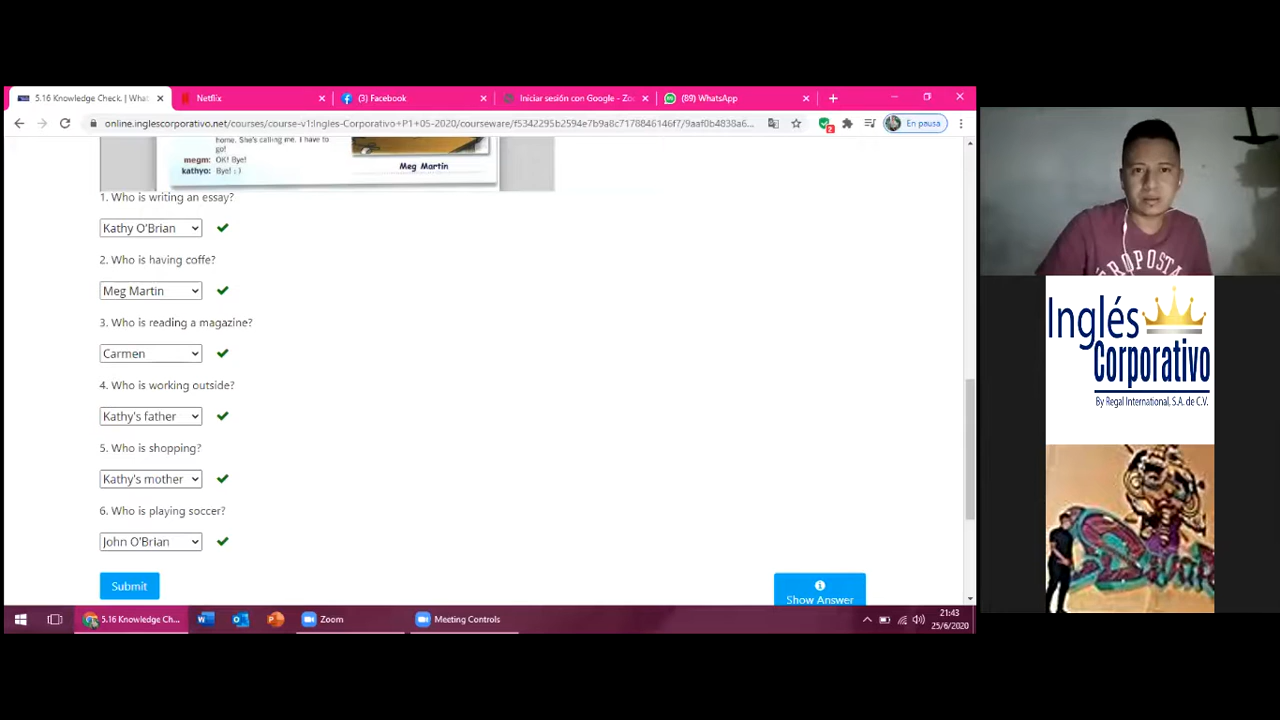 5.16 Knowledge Check. | Wha
Netflix
(3) Facebook
Iniciar sesión con Google - Zo
(89) WhatsApp
online.inglescorporativo.net/courses/course-v1:Ingles-Corporativo+P1+05-2020/courseware/f5342295b2594e7b9a8c7178846146f7/9aaf0b4838a6...
2
En pausa
home. She's calling me. I have to
go!
megm: OK! Bye!
kathyo: Bye! :)
Meg Martin
1. Who is writing an essay?
Kathy O'Brian
2. Who is having coffe?
Meg Martin
3. Who is reading a magazine?
Carmen
4. Who is working outside?
Kathy's father
5. Who is shopping?
Kathy's mother
6. Who is playing soccer?
John O'Brian
Submit
Show Answer
5.16 Knowledge Ch...
Zoom
Meeting Controls
21:43
25/6/2020
Inglés
Corporativo
By Regal International, S.A. de C.V.